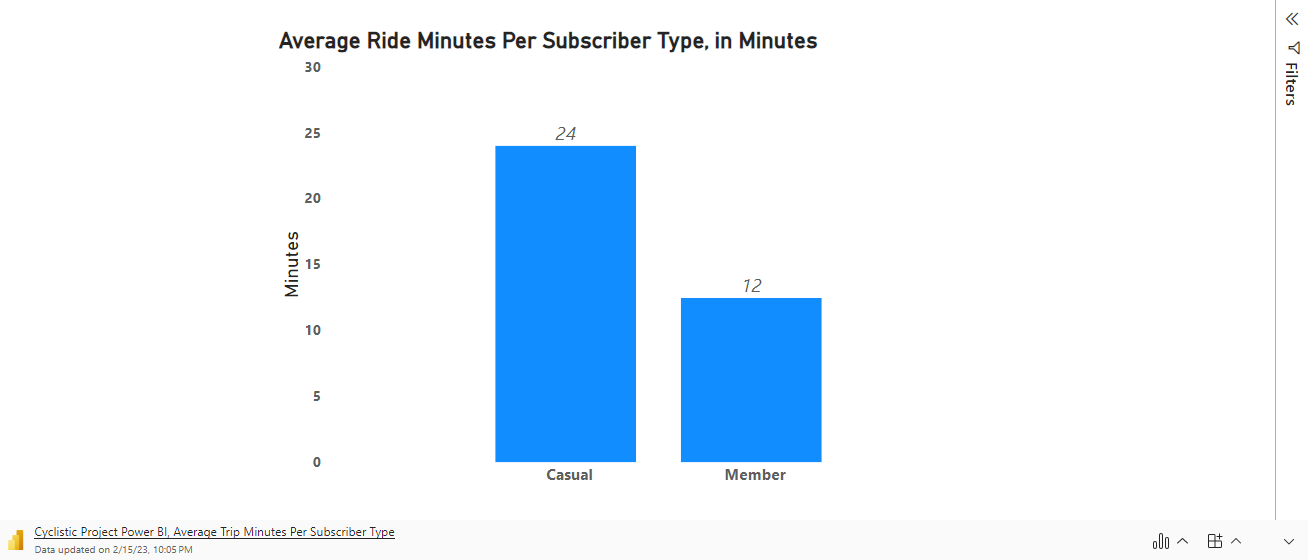 Average Ride Minutes Per Subscriber Type, in Minutes
30
25
20
15
10
5
0
Minutes
24
12
Casual Member
Filters
Cyclistic Project Power BI, Average Trip Minutes Per Subscriber Type
Data updated on 2/15/23, 10:05 PM